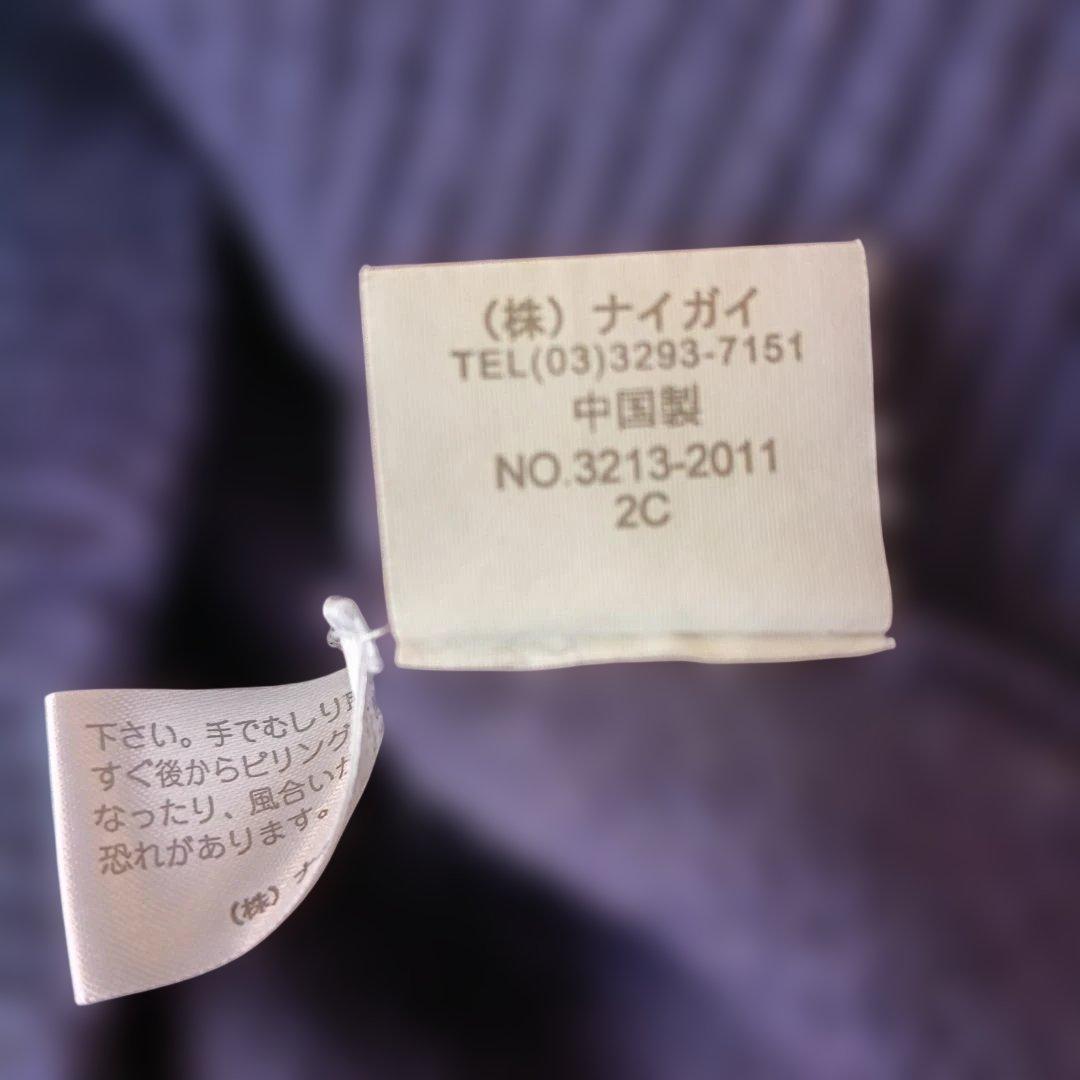 （株）ナイガイ
TEL(03)3293-7151
中国製
NO.3213-2011
2C
下さい。手でむしり
すぐ後からピリング
なったり、風合いが
恐れがあります。
（株）ナ